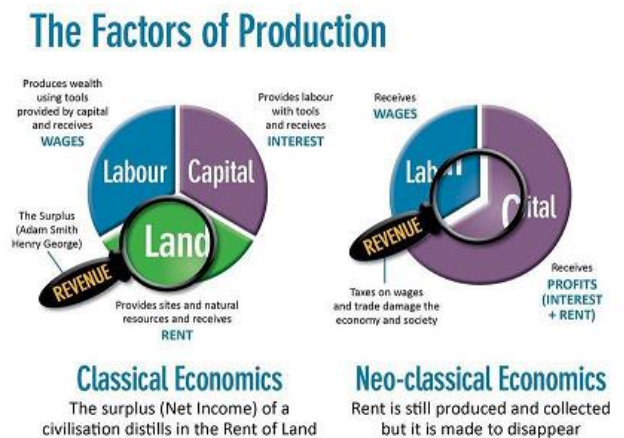 The Factors of Production
Produces wealth
using tools
provided by capital
and receives
WAGES
Provides labour
with tools
and receives
INTEREST
Labour
Capital
Land
The Surplus
(Adam Smith
Henry George)
REVENUE
Provides sites and natural
resources and receives
RENT
Classical Economics
The surplus (Net Income) of a
civilisation distills in the Rent of Land
Receives
WAGES
REVENUE
Taxes on wages
and trade damage the
economy and society
Receives
PROFITS
(INTEREST
+ RENT)
Neo-classical Economics
Rent is still produced and collected
but it is made to disappear